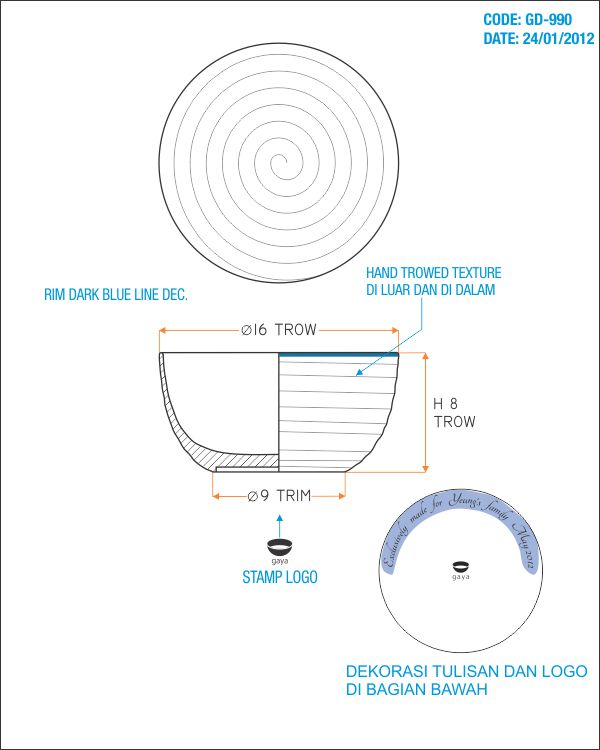 CODE: GD-990
DATE: 24/01/2012
HAND TROWED TEXTURE
DI LUAR DAN DI DALAM
RIM DARK BLUE LINE DEC.
Ø16 TROW
H 8
TROW
Ø9 TRIM
gaya
STAMP LOGO
Exclusively made for Yeung's family May 2012
gaya
DEKORASI TULISAN DAN LOGO
DI BAGIAN BAWAH